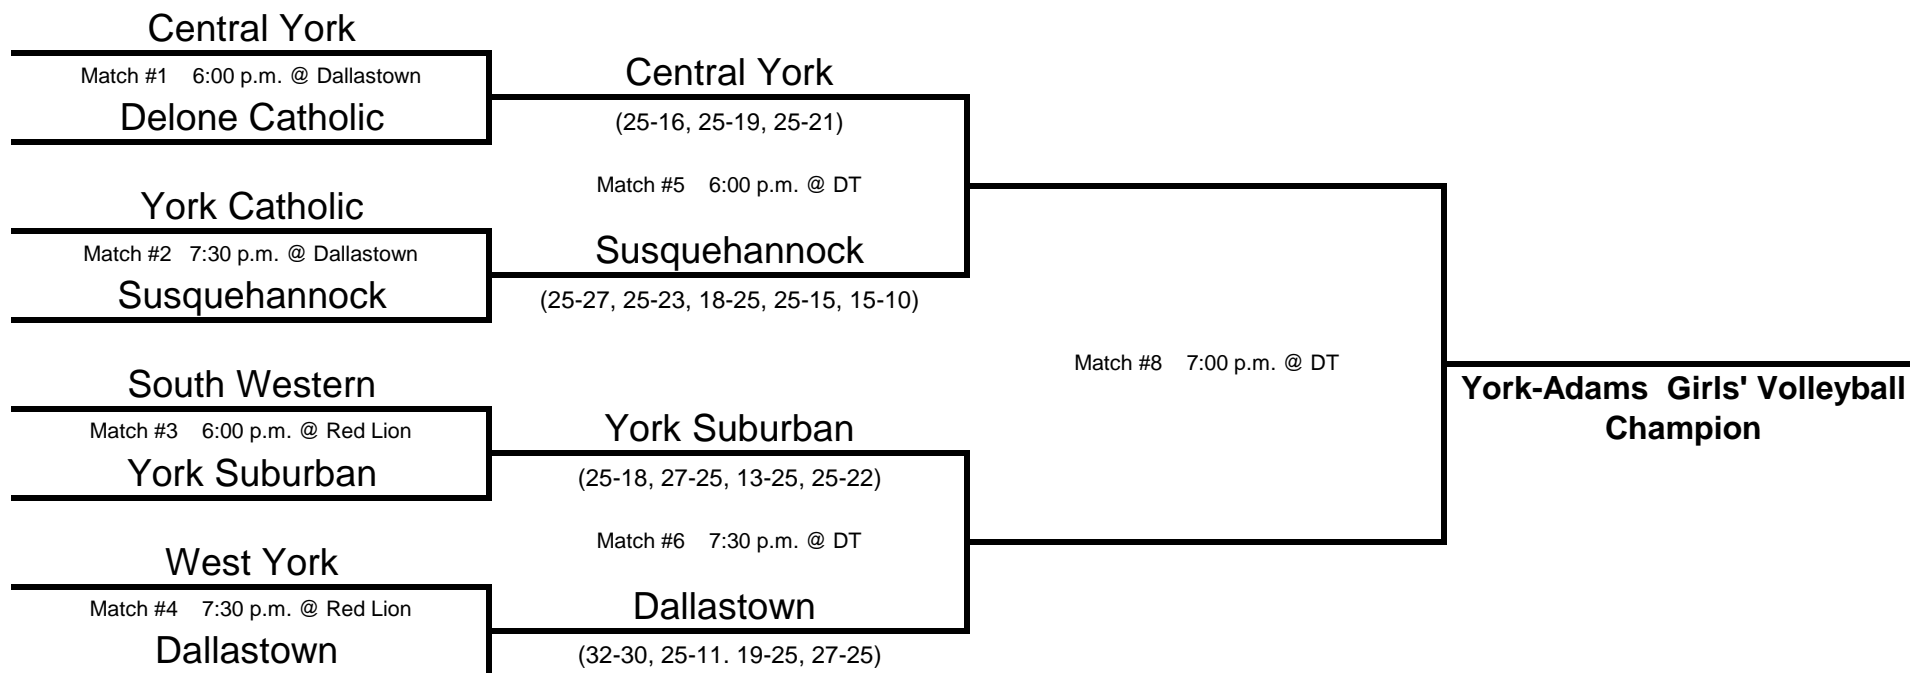 Central York
Match #1 6:00 p.m. @ Dallastown
Delone Catholic
York Catholic
Match #2 7:30 p.m. @ Dallastown
Susquehannock
South Western
Match #3 6:00 p.m. @ Red Lion
York Suburban
West York
Match #4 7:30 p.m. @ Red Lion
Dallastown
Central York
(25-16, 25-19, 25-21)
Match #5 6:00 p.m. @ DT
Susquehannock
(25-27, 25-23, 18-25, 25-15, 15-10)
York Suburban
(25-18, 27-25, 13-25, 25-22)
Match #6 7:30 p.m. @ DT
Dallastown
(32-30, 25-11. 19-25, 27-25)
Match #8 7:00 p.m. @ DT
York-Adams Girls' Volleyball
Champion